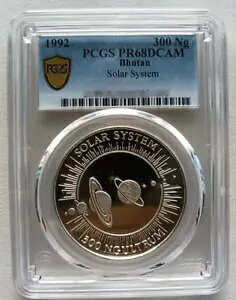 1992 300 Ng
PCGS PR68DCAM
Bhutan
Solar System
PCGS
SOLAR SYSTEM
300 NGULTRUM